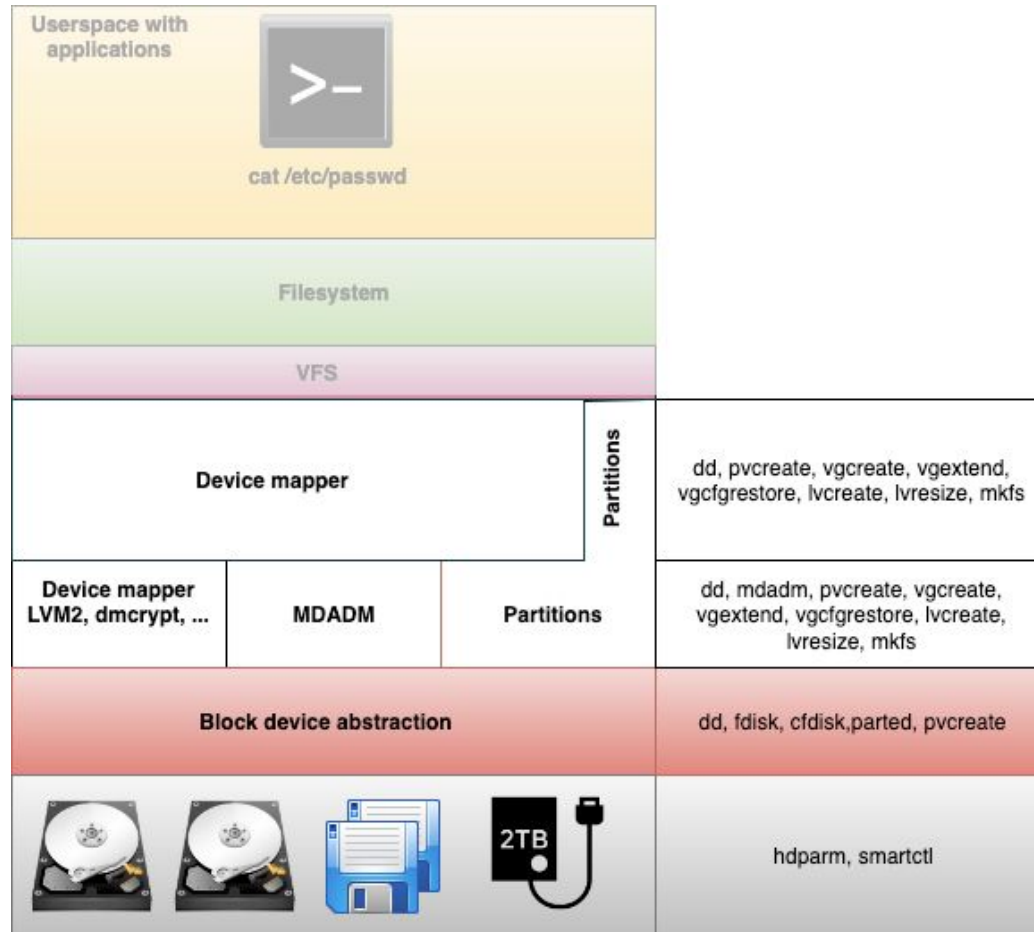 Userspace with
applications
>_
cat /etc/passwd
Filesystem
VFS
Device mapper
Partitions
dd, pvcreate, vgcreate, vgextend,
vgcfgrestore, lvcreate, lvresize, mkfs
Device mapper
LVM2, dmcrypt, ...
MDADM
Partitions
dd, mdadm, pvcreate, vgcreate,
vgextend, vgcfgrestore, lvcreate,
lvresize, mkfs
Block device abstraction
dd, fdisk, cfdisk,parted, pvcreate
2TB
hdparm, smartctl